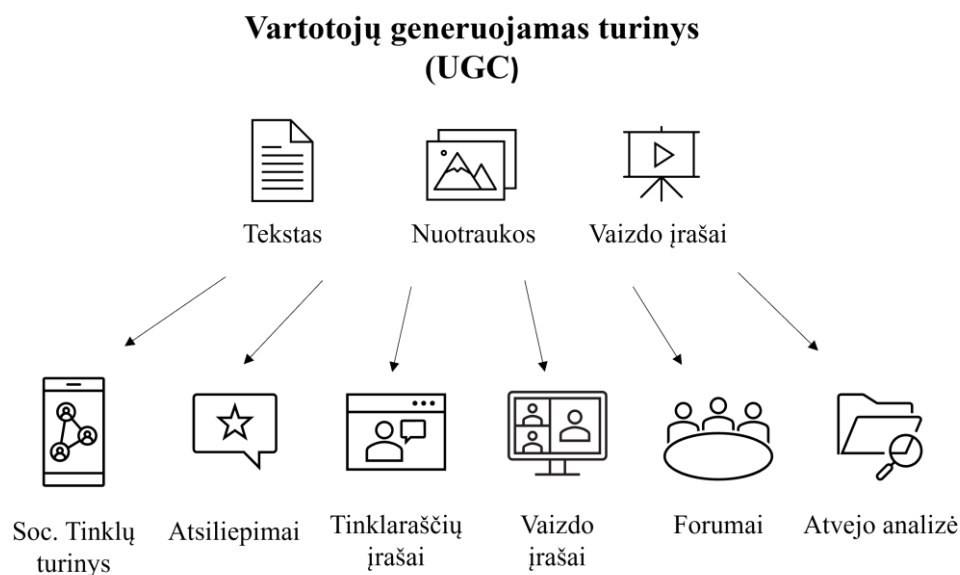 Vartotojų generuojamas turinys
(UGC)
Tekstas
Nuotraukos
Vaizdo įrašai
Soc. Tinklų
turinys
Atsiliepimai
Tinklaraščių
įrašai
Vaizdo
įrašai
Forumai
Atvejo analizė